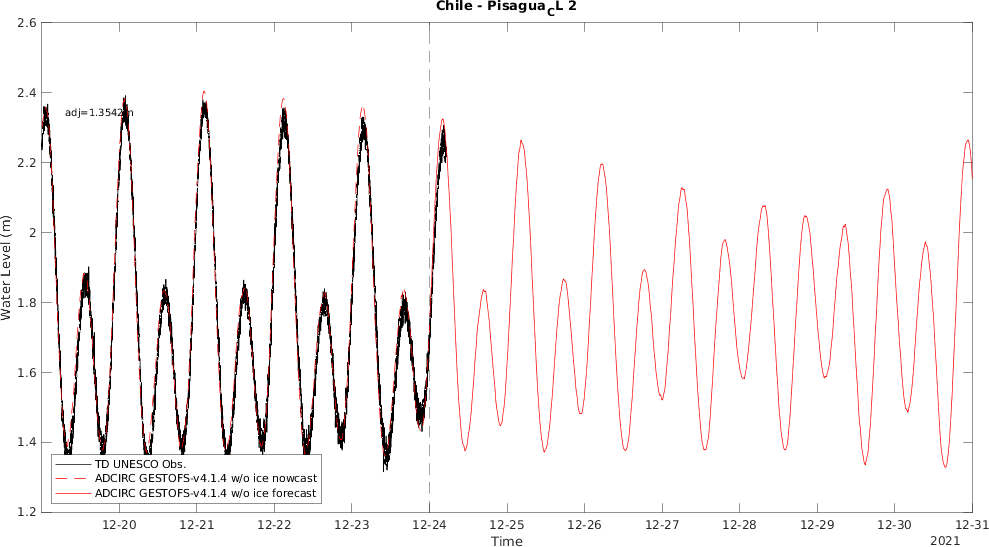 Chile - Pisagua_CL 2
2.6
2.4
2.2
2
1.8
1.6
1.4
1.2
Water Level (m)
adj=1.3542m
TD UNESCO Obs.
ADCIRC GESTOFS-v4.1.4 w/o ice nowcast
ADCIRC GESTOFS-v4.1.4 w/o ice forecast
12-20 12-21 12-22 12-23 12-24 12-25 12-26 12-27 12-28 12-29 12-30 12-31
Time
2021